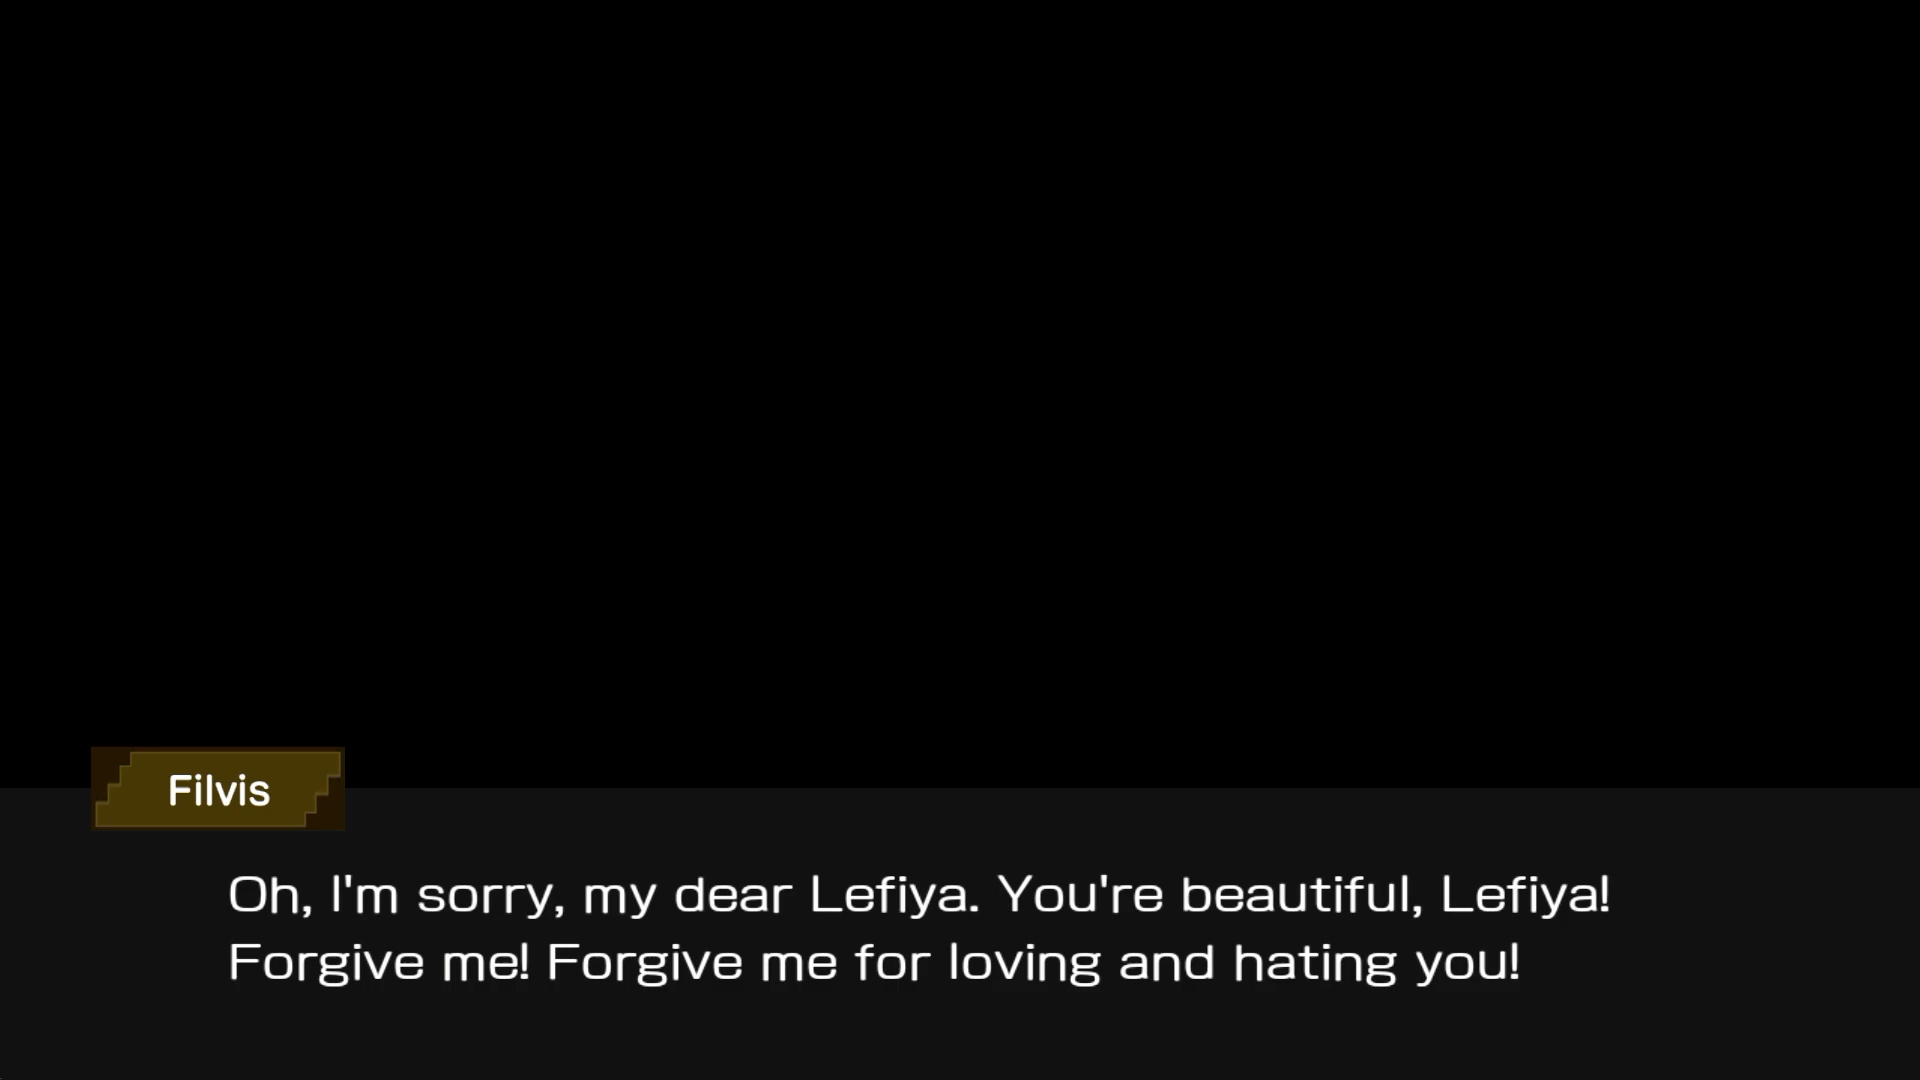 Filvis
Oh, I'm sorry, my dear Lefiya. You're beautiful, Lefiya!
Forgive me! Forgive me for loving and hating you!